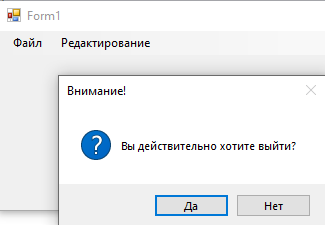 Form1
Файл Редактирование
Внимание!
Вы действительно хотите выйти?
Да Нет